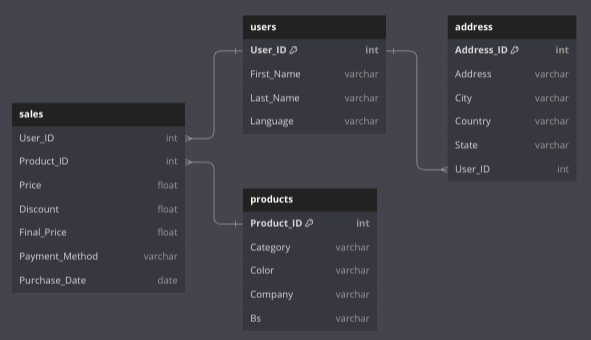 users
User_ID int
First_Name varchar
Last_Name varchar
Language varchar
address
Address_ID int
Address varchar
City varchar
Country varchar
State varchar
User_ID int
sales
User_ID int
Product_ID int
Price float
Discount float
Final_Price float
Payment_Method varchar
Purchase_Date date
products
Product_ID int
Category varchar
Color varchar
Company varchar
Bs varchar